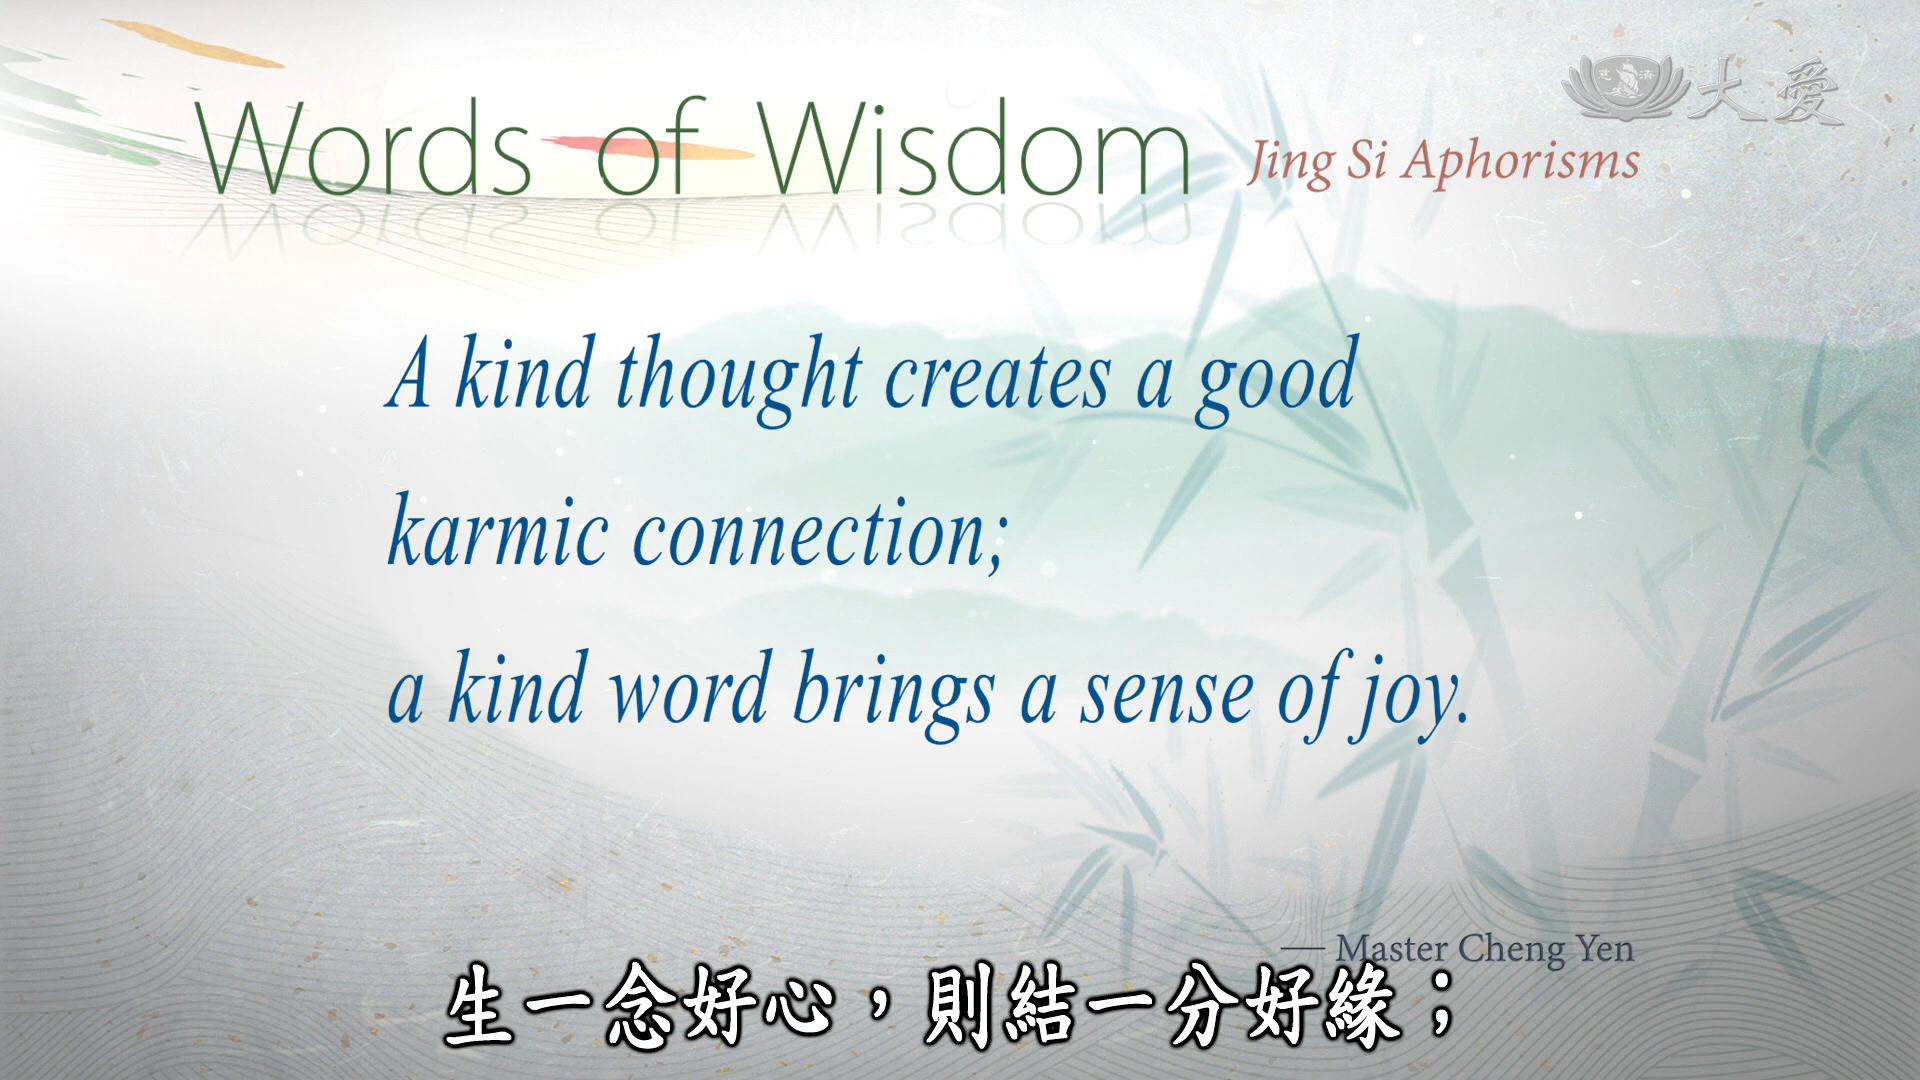 大愛
Words of Wisdom Jing Si Aphorisms
A kind thought creates a good
karmic connection;
a kind word brings a sense of joy.
— Master Cheng Yen
生一念好心，則結一分好緣；